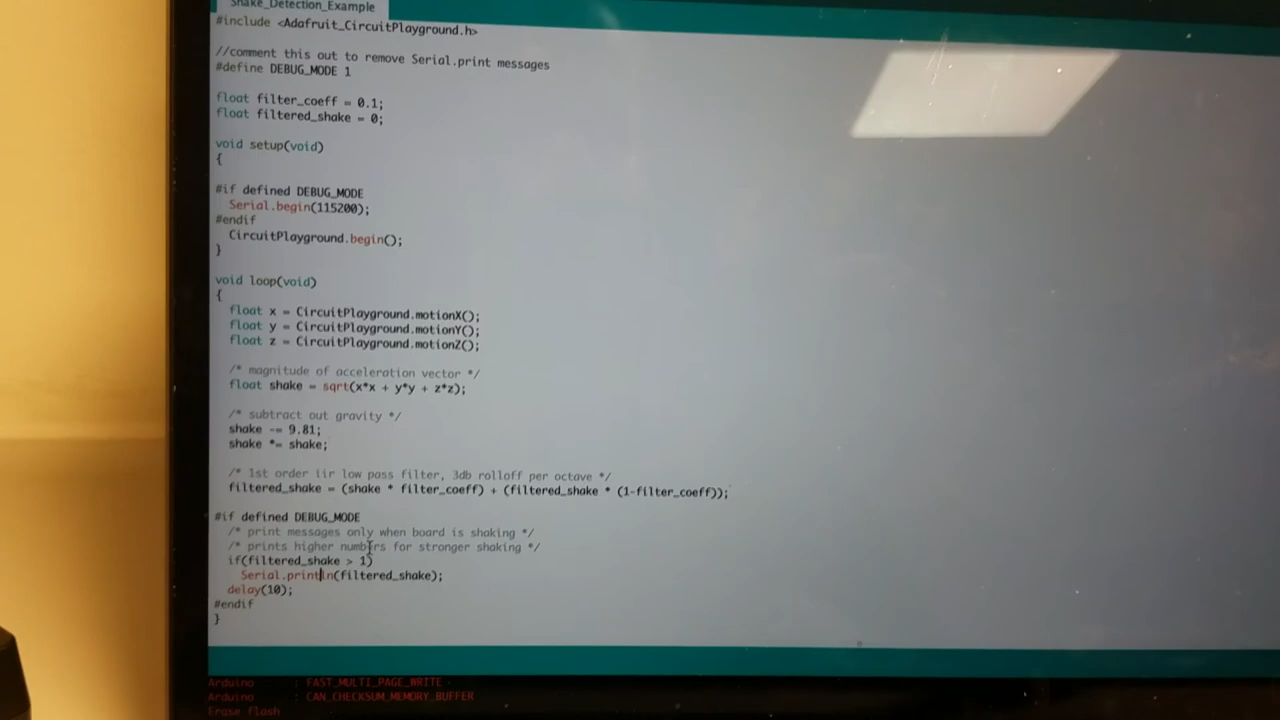 Shake_Detection_Example
#include <Adafruit_CircuitPlayground.h>
//comment this out to remove Serial.print messages
#define DEBUG_MODE 1
float filter_coeff = 0.1;
float filtered_shake = 0;
void setup(void)
{
#if defined DEBUG_MODE
Serial.begin(115200);
#endif
CircuitPlayground.begin();
}
void loop(void)
{
float x = CircuitPlayground.motionX();
float y = CircuitPlayground.motionY();
float z = CircuitPlayground.motionZ();
/* magnitude of acceleration vector */
float shake = sqrt(x*x + y*y + z*z);
/* subtract out gravity */
shake -= 9.81;
shake *= shake;
/* 1st order iir low pass filter, 3db rolloff per octave */
filtered_shake = (shake * filter_coeff) + (filtered_shake * (1-filter_coeff));
#if defined DEBUG_MODE
/* print messages only when board is shaking */
/* prints higher numbers for stronger shaking */
if(filtered_shake > 1)
Serial.println(filtered_shake);
delay(10);
#endif
}
Arduino : FAST_MULTI_PAGE_WRITE
Arduino : CAN_CHECKSUM_MEMORY_BUFFER
Erase flash